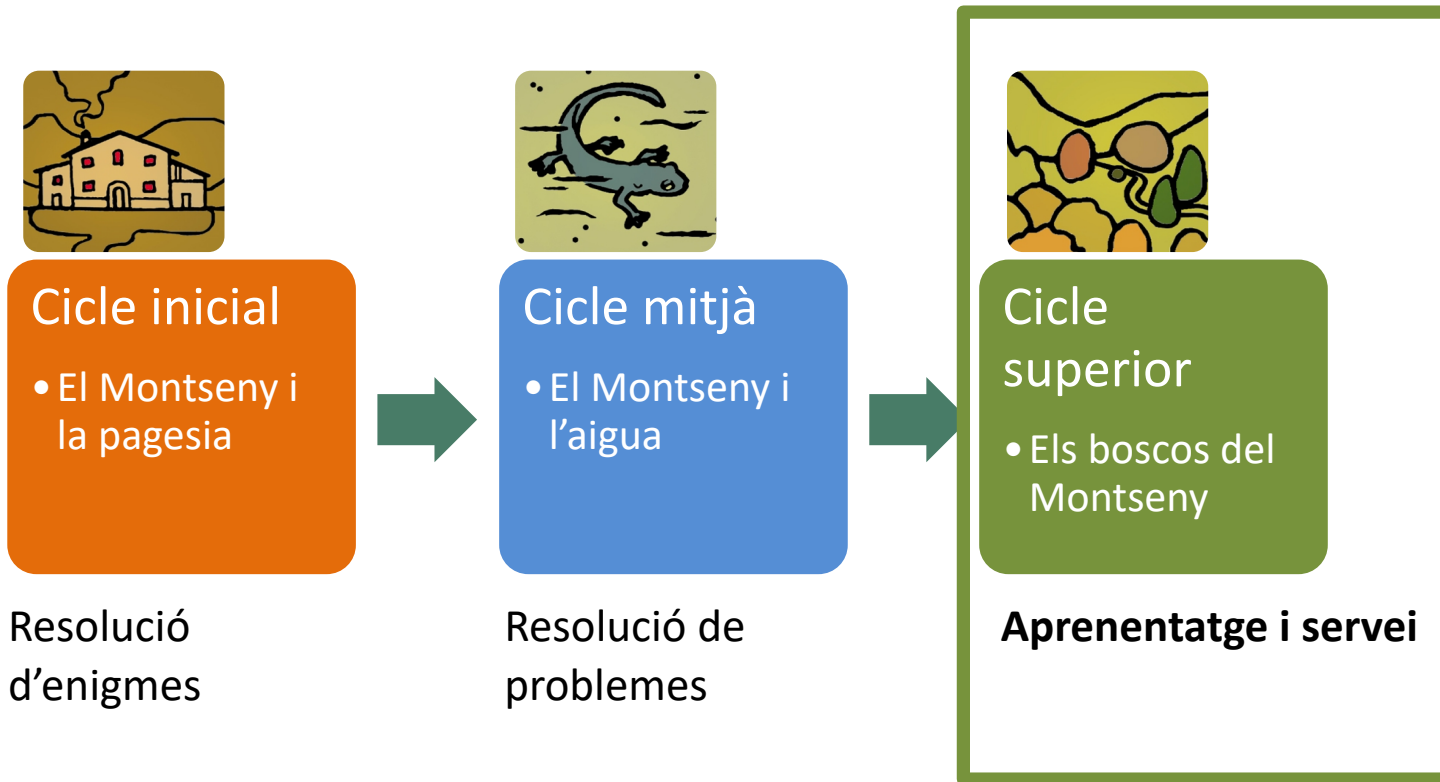 Cicle inicial
• El Montseny i
la pagesia
Resolució
d’enigmes
Cicle mitjà
• El Montseny i
l’aigua
Resolució de
problemes
Cicle
superior
• Els boscos del
Montseny
Aprenentatge i servei